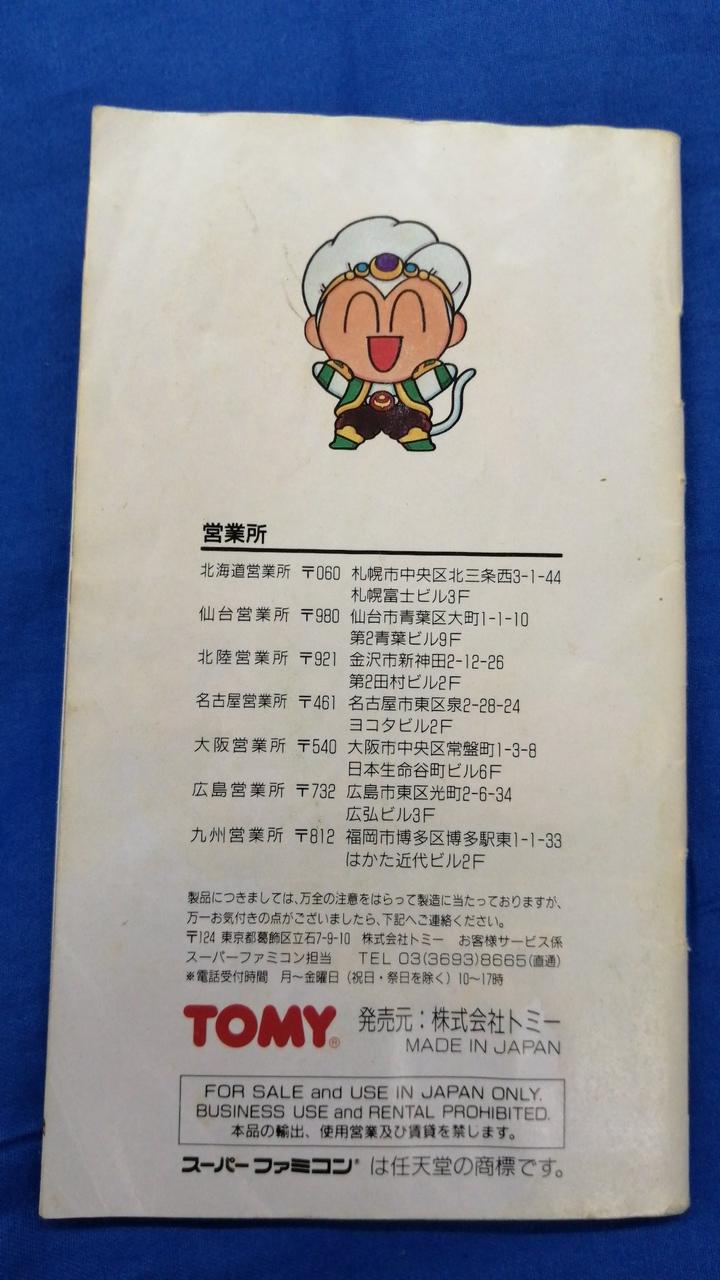 営業所
北海道営業所 〒060 札幌市中央区北三条西3-1-44
札幌富士ビル3F
仙台営業所 〒980 仙台市青葉区大町1-1-10
第2青葉ビル9F
北陸営業所 〒921 金沢市新神田2-12-26
第2田村ビル2F
名古屋営業所 〒461 名古屋市東区泉2-28-24
ヨコタビル2F
大阪営業所 〒540 大阪市中央区常盤町1-3-8
日本生命谷町ビル6F
広島営業所 〒732 広島市東区光町2-6-34
広弘ビル3F
九州営業所 〒812 福岡市博多区博多駅東1-1-33
はかた近代ビル2F
製品につきましては、万全の注意をはらって製造に当たっておりますが、
万一お気付きの点がございましたら、下記へご連絡ください。
〒124 東京都葛飾区立石7-9-10 株式会社トミー お客様サービス係
スーパーファミコン担当 TEL 03(3693)8665(直通)
※電話受付時間 月〜金曜日(祝日・祭日を除く)10〜17時
TOMY® 発売元:株式会社トミー
MADE IN JAPAN
FOR SALE and USE IN JAPAN ONLY.
BUSINESS USE and RENTAL PROHIBITED.
本品の輸出、使用営業及び賃貸を禁じます。
スーパーファミコン® は任天堂の商標です。